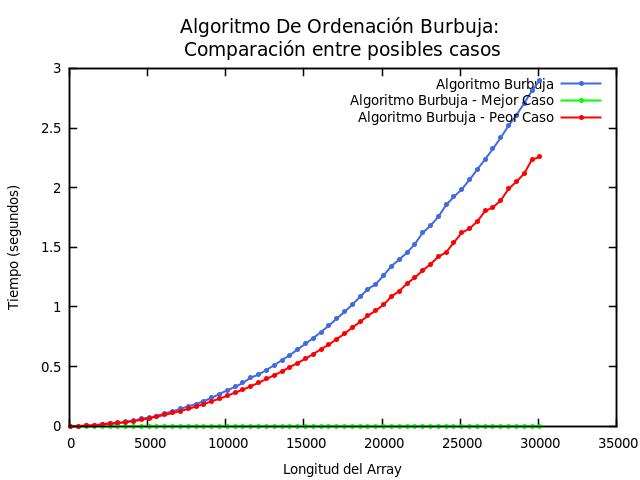 Algoritmo De Ordenación Burbuja:
Comparación entre posibles casos
Algoritmo Burbuja
Algoritmo Burbuja - Mejor Caso
Algoritmo Burbuja - Peor Caso
Tiempo (segundos)
3
2.5
2
1.5
1
0.5
0
0 5000 10000 15000 20000 25000 30000 35000
Longitud del Array